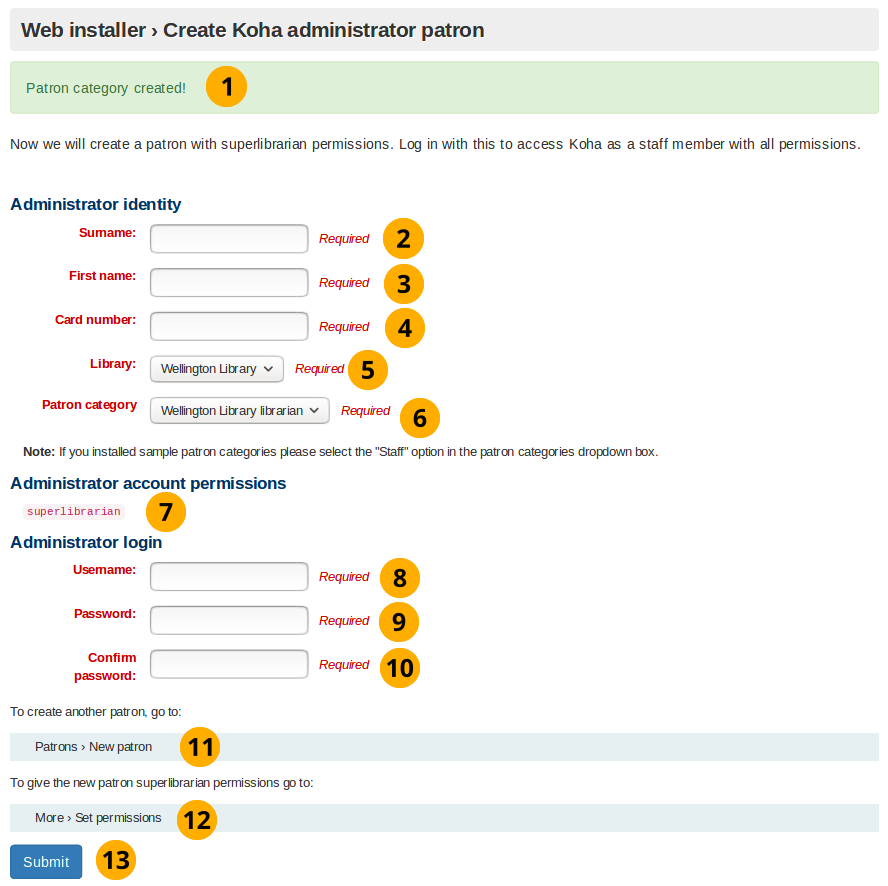 Web installer › Create Koha administrator patron
Patron category created! 1
Now we will create a patron with superlibrarian permissions. Log in with this to access Koha as a staff member with all permissions.
Administrator identity
Surname: Required 2
First name: Required 3
Card number: Required 4
Library: Wellington Library Required 5
Patron category Wellington Library librarian Required 6
Note: If you installed sample patron categories please select the "Staff" option in the patron categories dropdown box.
Administrator account permissions
superlibrarian 7
Administrator login
Username: Required 8
Password: Required 9
Confirm
password: Required 10
To create another patron, go to:
Patrons › New patron 11
To give the new patron superlibrarian permissions go to:
More › Set permissions 12
Submit 13